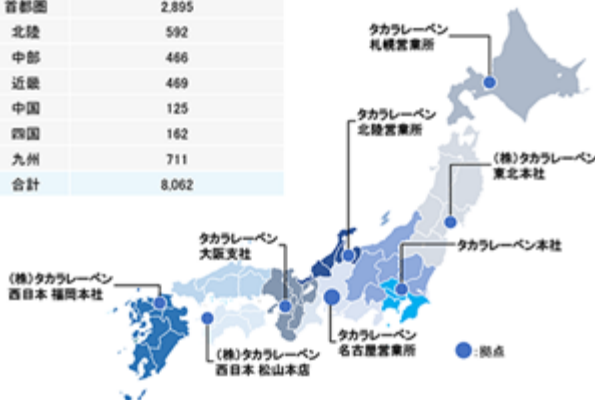 首都圏 2,895
北陸 592
中部 466
近畿 469
中国 125
四国 162
九州 711
合計 8,062
タカラレーベン
札幌営業所
タカラレーベン
北陸営業所
(株)タカラレーベン
東北本社
タカラレーベン
大阪支社
タカラレーベン本社
(株)タカラレーベン
西日本 福岡本社
タカラレーベン
名古屋営業所
(株)タカラレーベン
西日本 松山本店
:拠点